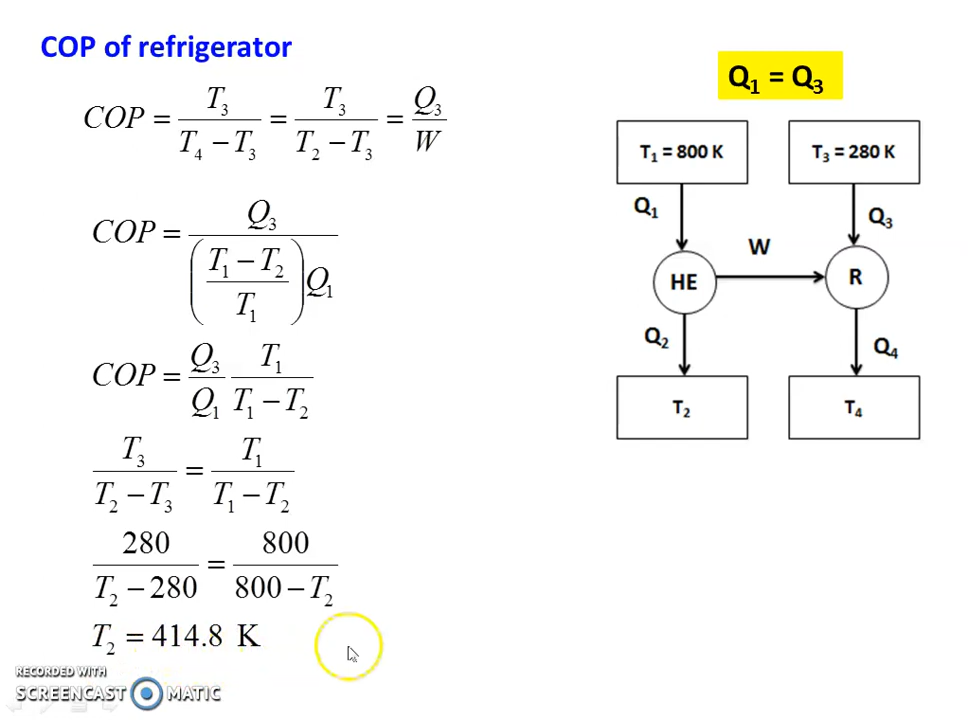 COP of refrigerator
COP = T₃ / (T₄ − T₃) = T₃ / (T₂ − T₃) = Q₃ / W
COP = Q₃ / (((T₁ − T₂) / T₁) Q₁)
COP = (Q₃ / Q₁) (T₁ / (T₁ − T₂))
T₃ / (T₂ − T₃) = T₁ / (T₁ − T₂)
280 / (T₂ − 280) = 800 / (800 − T₂)
T₂ = 414.8 K
Q₁ = Q₃
T₁ = 800 K
T₃ = 280 K
Q₁
Q₃
W
HE
R
Q₂
Q₄
T₂
T₄
RECORDED WITH
SCREENCAST MATIC